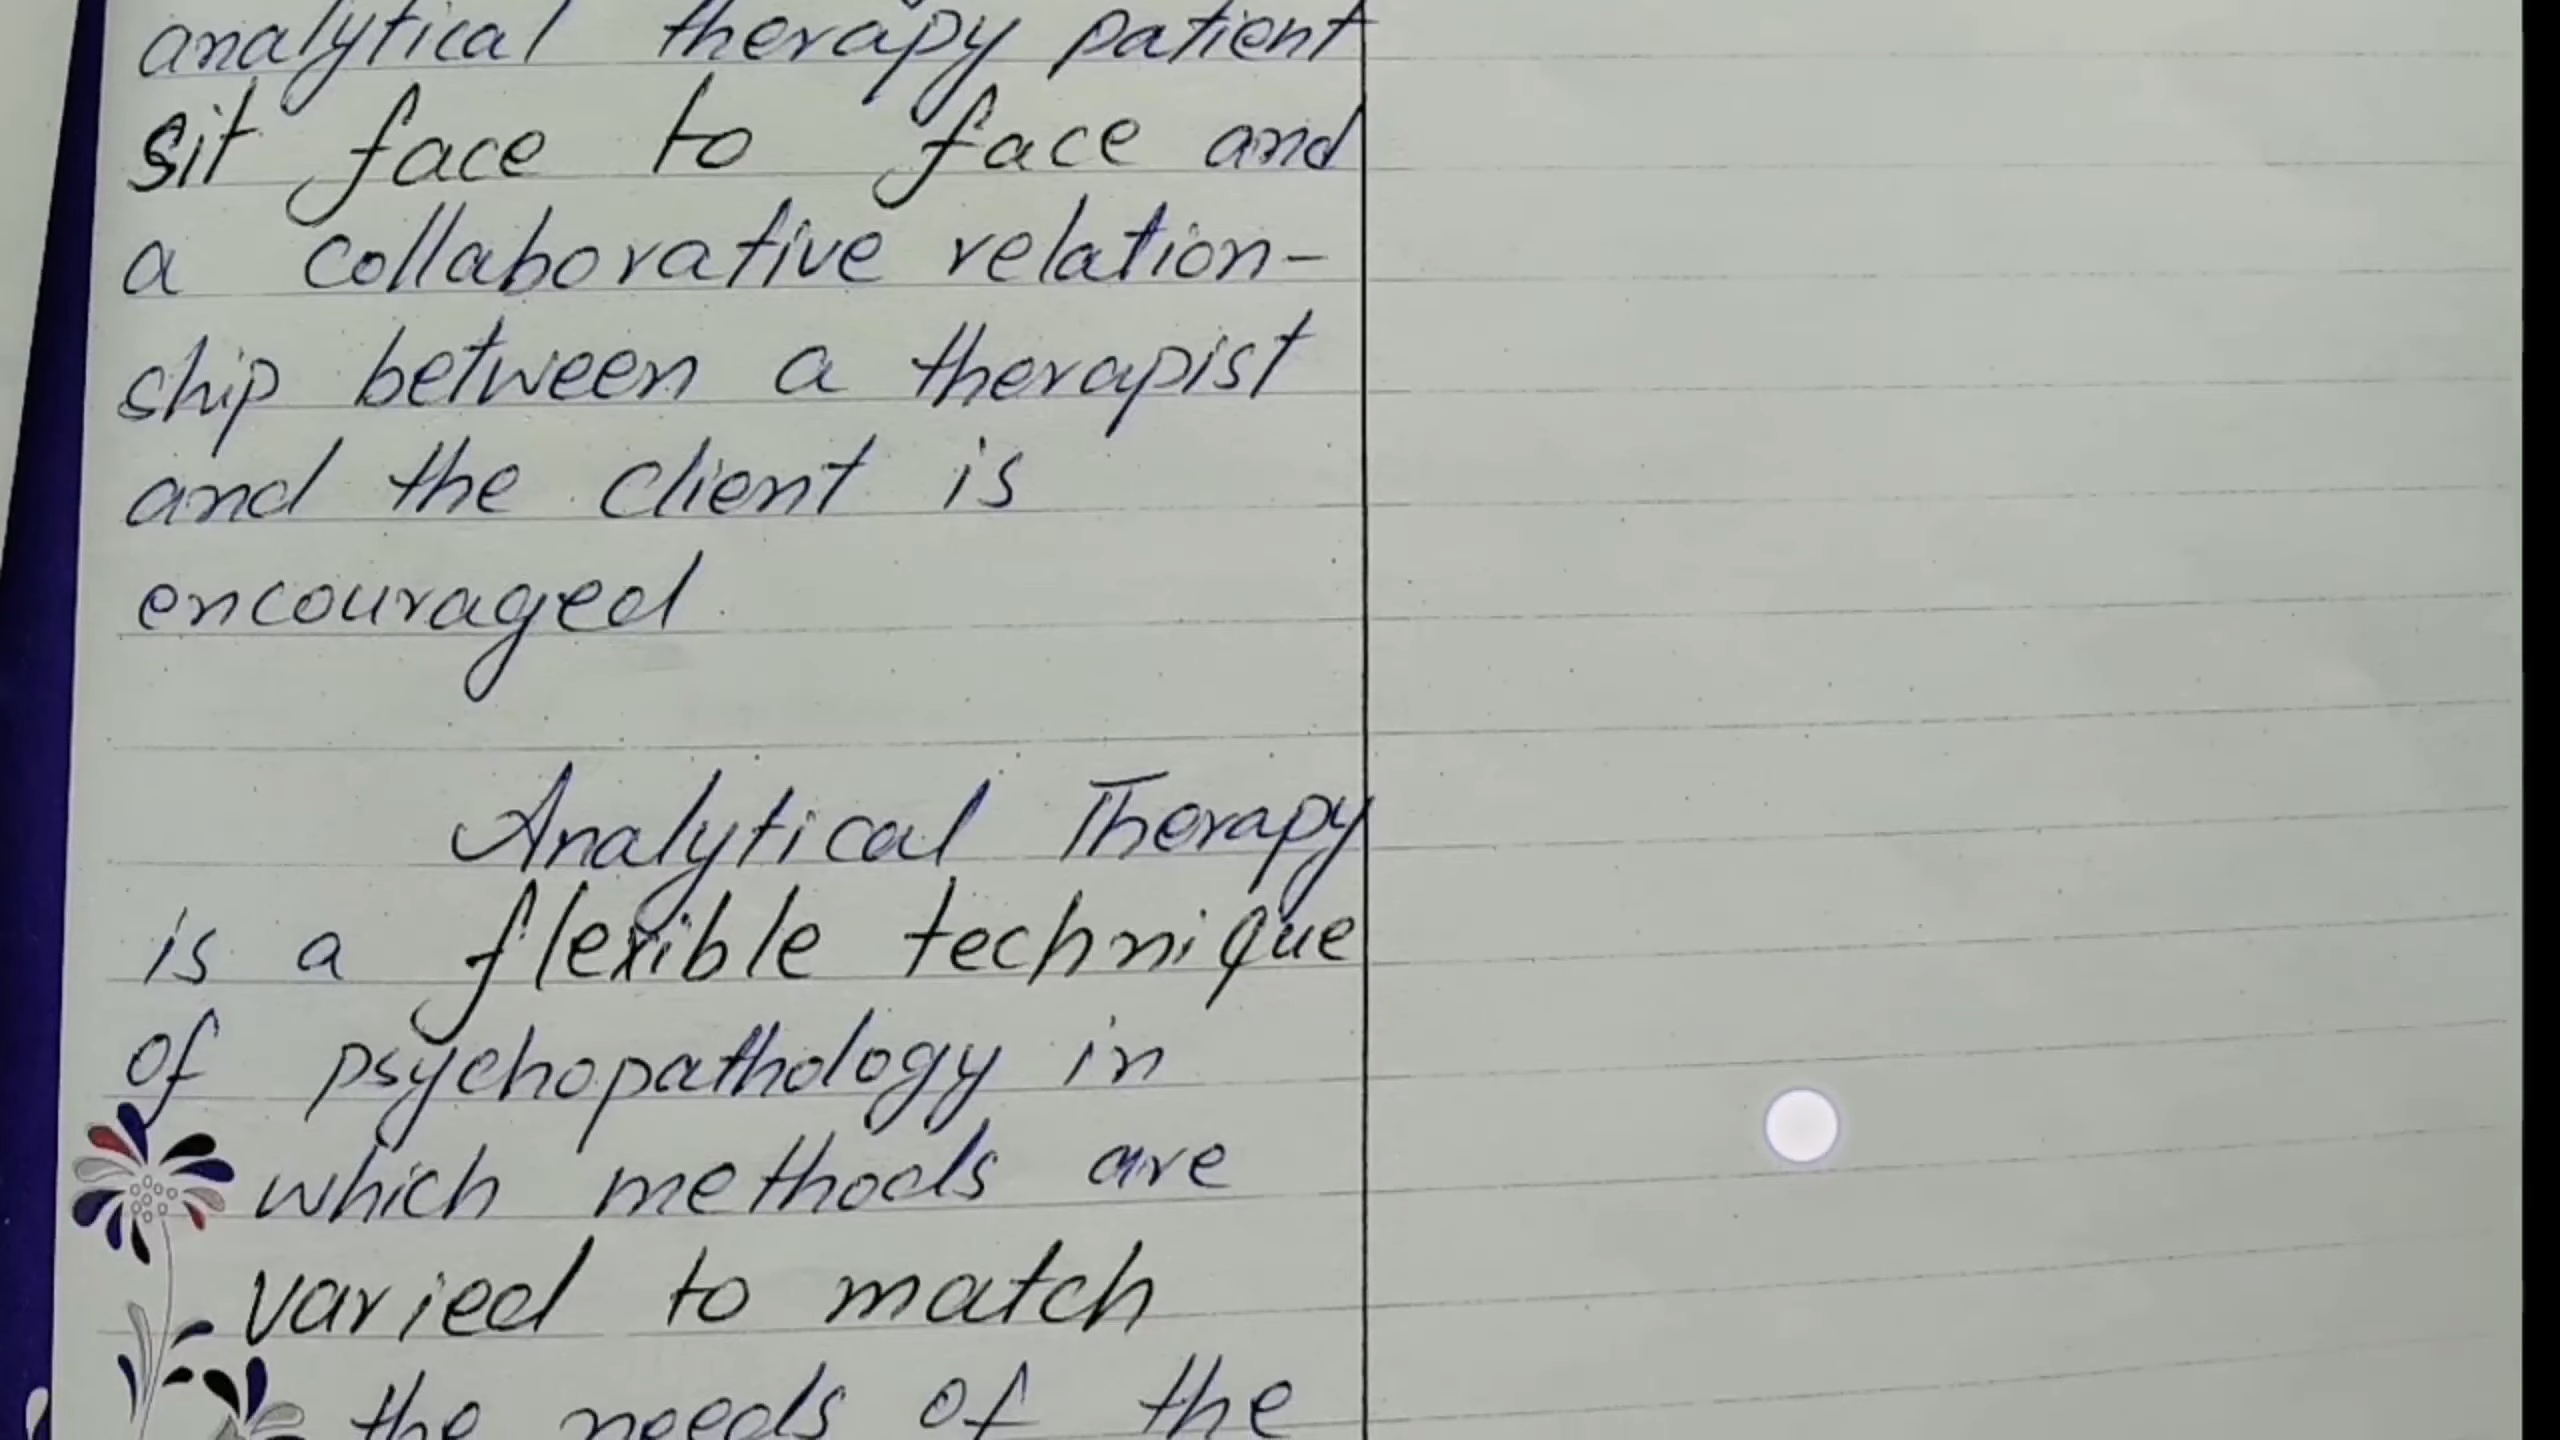 analytical therapy patient
sit face to face and
a collaborative relation-
ship between a therapist
and the client is
encouraged
Analytical Therapy
is a flexible technique
of psychopathology in
which methods are
varied to match
the needs of the